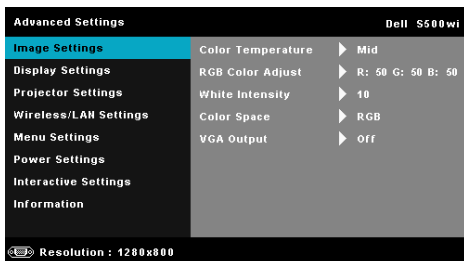 Advanced Settings Dell S500wi
Image Settings Color Temperature Mid
Display Settings RGB Color Adjust R: 50 G: 50 B: 50
Projector Settings White Intensity 10
Wireless/LAN Settings Color Space RGB
Menu Settings VGA Output Off
Power Settings
Interactive Settings
Information
Resolution : 1280x800